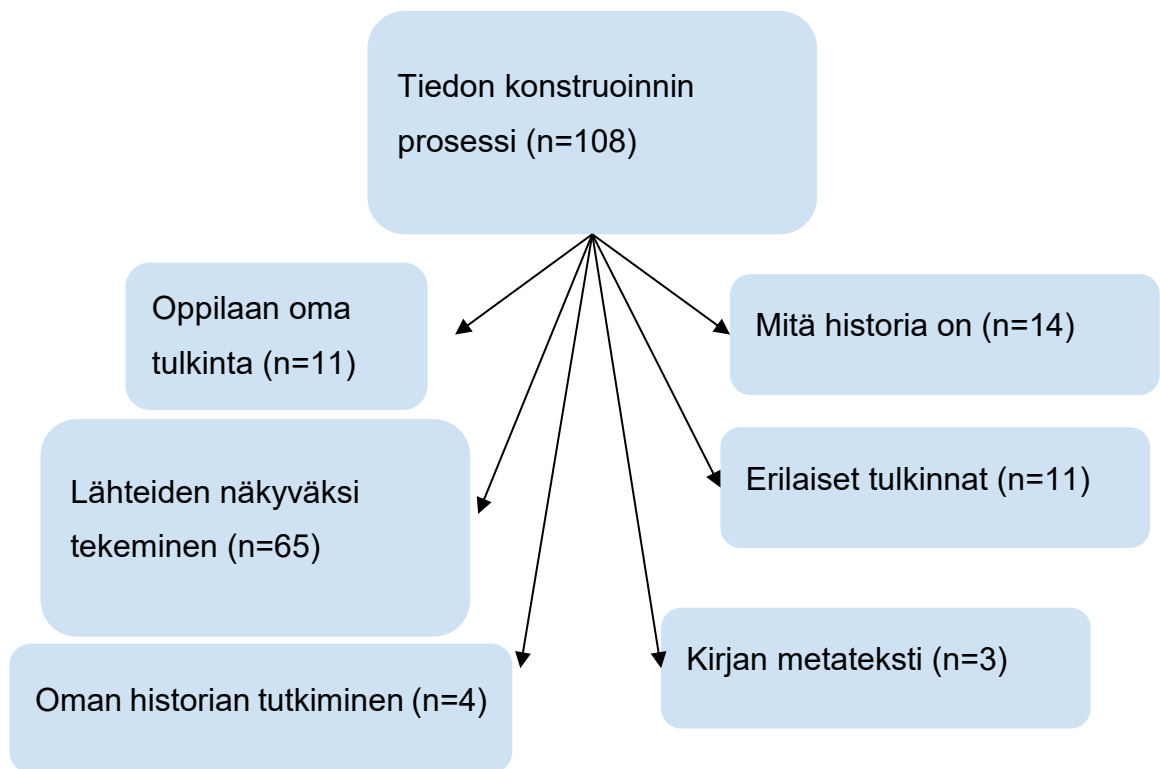 Tiedon konstruoinnin
prosessi (n=108)
Oppilaan oma
tulkinta (n=11)
Mitä historia on (n=14)
Lähteiden näkyväksi
tekeminen (n=65)
Erilaiset tulkinnat (n=11)
Oman historian tutkiminen (n=4)
Kirjan metateksti (n=3)